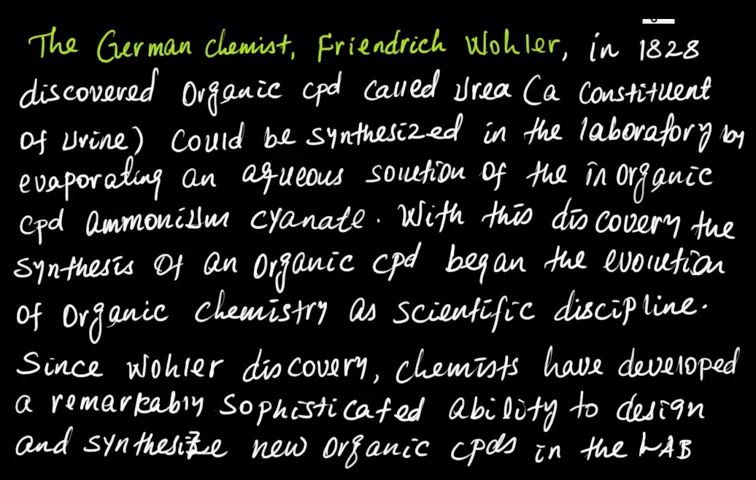 The German chemist, Friendrich Wohler, in 1828
discovered organic cpd called urea (a constituent
of urine) could be synthesized in the laboratory by
evaporating an aqueous solution of the inorganic
cpd ammonium cyanate. With this discovery the
synthesis of an organic cpd began the evolution
of organic chemistry as scientific discipline.
Since Wohler discovery, chemists have developed
a remarkably sophisticated ability to design
and synthesize new organic cpds in the LAB